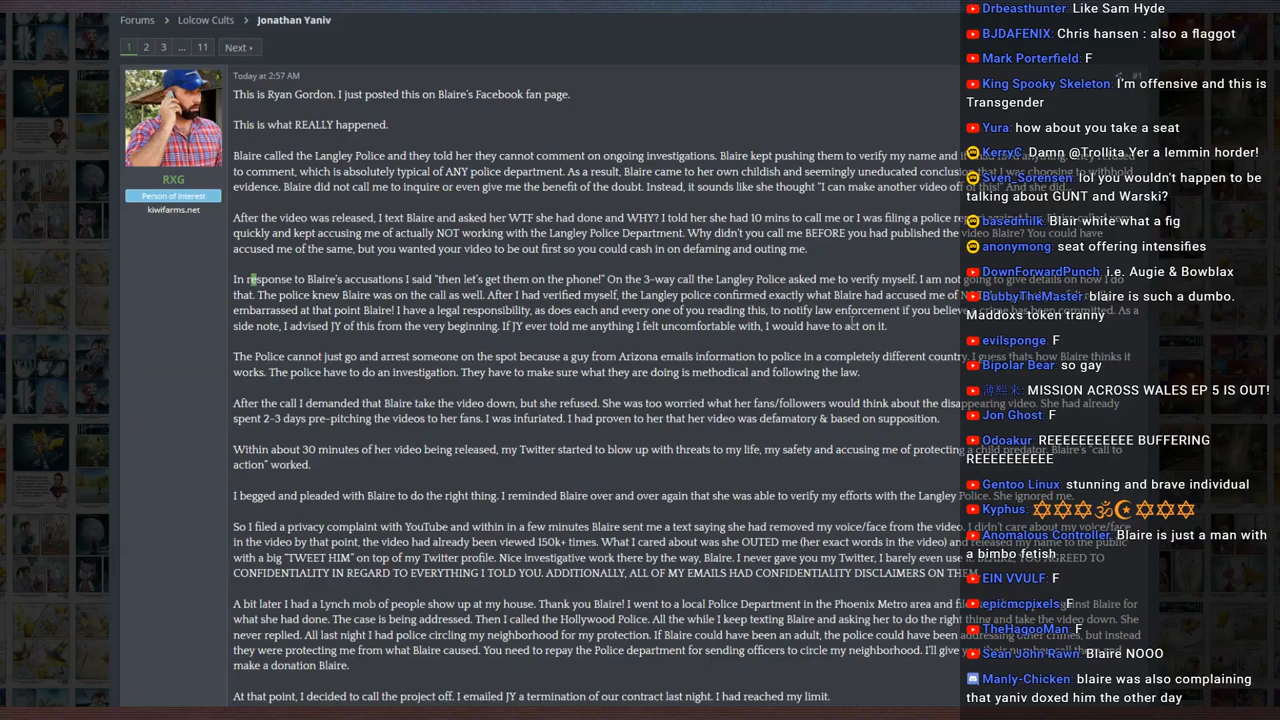 Forums > Lolcow Cults > Jonathan Yaniv
1 2 3 ... 11 Next ›
RXG
Person of Interest
kiwifarms.net
Today at 2:57 AM
#1
This is Ryan Gordon. I just posted this on Blaire's Facebook fan page.
This is what REALLY happened.
Blaire called the Langley Police and they told her they cannot comment on ongoing investigations. Blaire kept pushing them to verify my name and if
to comment, which is absolutely typical of ANY police department. As a result, Blaire came to her own childish and seemingly uneducated conclusion that I was choosing to withhold
evidence. Blaire did not call me to inquire or even give me the benefit of the doubt. Instead, it sounds like she thought "I can make another video off of this!" And she did...
After the video was released, I text Blaire and asked her WTF she had done and WHY? I told her she had 10 mins to call me or I was filing a police
quickly and kept accusing me of actually NOT working with the Langley Police Department. Why didn't you call me BEFORE you had published the video Blaire? You could have
accused me of the same, but you wanted your video to be out first so you could cash in on defaming and outing me.
In response to Blaire's accusations I said "then let's get them on the phone!" On the 3-way call the Langley Police asked me to verify myself. I am not going to give details on how I do
that. The police knew Blaire was on the call as well. After I had verified myself, the Langley police confirmed exactly what Blaire had accused me of
embarrassed at that point Blaire! I have a legal responsibility, as does each and every one of you reading this, to notify law enforcement if you believe a crime has been committed. As a
side note, I advised JY of this from the very beginning. If JY ever told me anything I felt uncomfortable with, I would have to act on it.
The Police cannot just go and arrest someone on the spot because a guy from Arizona emails information to police in a completely different country. I guess thats how Blaire thinks it
works. The police have to do an investigation. They have to make sure what they are doing is methodical and following the law.
After the call I demanded that Blaire take the video down, but she refused. She was too worried what her fans/followers would think about the disappearing video. She had already
spent 2-3 days pre-pitching the videos to her fans. I was infuriated. I had proven to her that her video was defamatory & based on supposition.
Within about 30 minutes of her video being released, my Twitter started to blow up with threats to my life, my safety and accusing me of protecting a child predator. Blaire's "call to
action" worked.
I begged and pleaded with Blaire to do the right thing. I reminded Blaire over and over again that she was able to verify my efforts with the Langley Police. She ignored me.
So I filed a privacy complaint with YouTube and within in a few minutes Blaire sent me a text saying she had removed my voice/face from the video. I didn't care about my voice/face
in the video by that point, the video had already been viewed 150k+ times. What I cared about was she OUTED me (her exact words in the video) and released my name to the public
with a big "TWEET HIM" on top of my Twitter profile. Nice investigative work there by the way, Blaire. I never gave you my Twitter, I barely even use it. BLAIRE, YOU AGREED TO
CONFIDENTIALITY IN REGARD TO EVERYTHING I TOLD YOU. ADDITIONALLY, ALL OF MY EMAILS HAD CONFIDENTIALITY DISCLAIMERS ON THEM
A bit later I had a Lynch mob of people show up at my house. Thank you Blaire! I went to a local Police Department in the Phoenix Metro area and against Blaire for
what she had done. The case is being addressed. Then I called the Hollywood Police. All the while I keep texting Blaire and asking her to do the right thing and take the video down. She
never replied. All last night I had police circling my neighborhood for my protection. If Blaire could have been an adult, the police could have been addressing other crimes, but instead
they were protecting me from what Blaire caused. You need to repay the Police department for sending officers to circle my neighborhood. I'll give
make a donation Blaire.
At that point, I decided to call the project off. I emailed JY a termination of our contract last night. I had reached my limit.
Drbeasthunter: Like Sam Hyde
BJDAFENIX: Chris hansen : also a flaggot
Mark Porterfield: F
King Spooky Skeleton: I'm offensive and this is
Transgender
Yura: how about you take a seat
KerryC: Damn @Trollita Yer a lemmin horder!
Sven_Sorensen: lol you wouldn't happen to be
talking about GUNT and Warski?
basedmilk: Blair white what a fig
anonymong: seat offering intensifies
DownForwardPunch: i.e. Augie & Bowblax
BubbyTheMaster: blaire is such a dumbo.
Maddoxs token tranny
evilsponge: F
Bipolar Bear: so gay
薄熙来: MISSION ACROSS WALES EP 5 IS OUT!
Jon Ghost: F
Odoakur: REEEEEEEEEEE BUFFERING
REEEEEEEEEE
Gentoo Linux: stunning and brave individual
Kyphus: ✡✡✡🕉☪✡✡✡
Anomalous Controller: Blaire is just a man with
a bimbo fetish.
EIN VVULF: F
epicmcpixels: F
TheHagooMan: F
Sean John Rawn: Blaire NOOO
Manly-Chicken: blaire was also complaining
that yaniv doxed him the other day